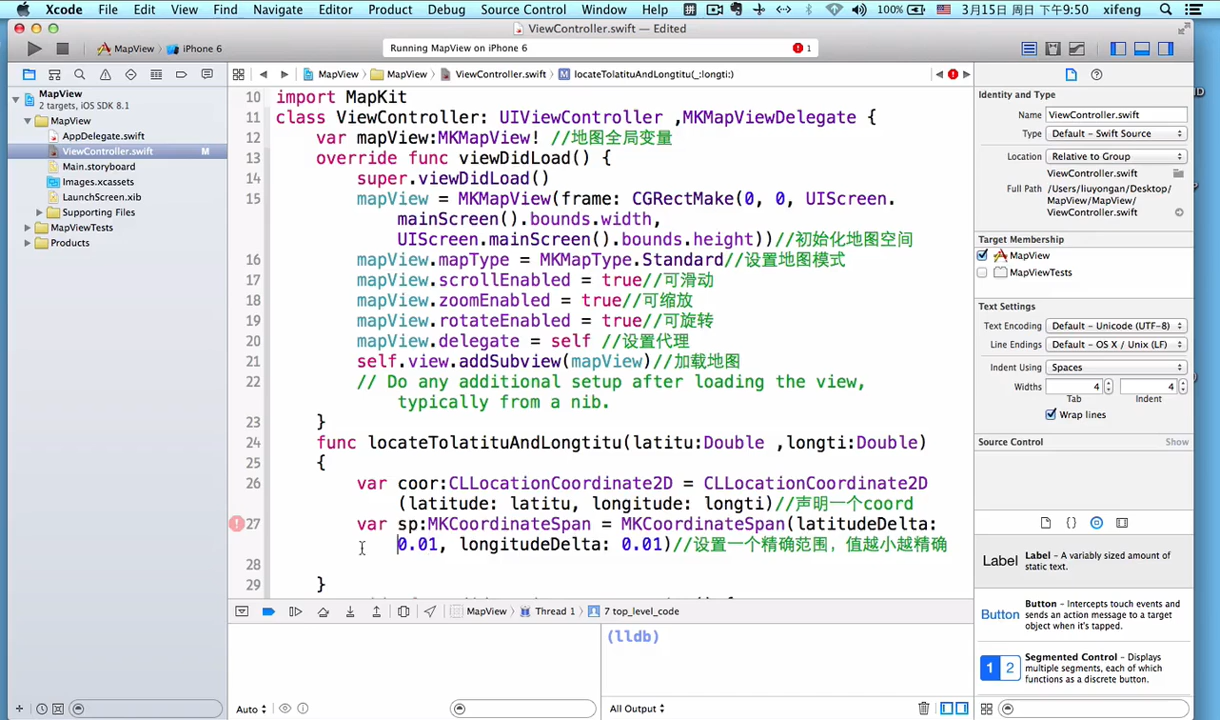 Xcode File Edit View Find Navigate Editor Product Debug Source Control Window Help 100% 3月15日 周日 下午9:50 xifeng
ViewController.swift — Edited
MapView iPhone 6
Running MapView on iPhone 6
1
MapView MapView ViewController.swift M locateTolatituAndLongtitu(_:longti:)
MapView
2 targets, iOS SDK 8.1
MapView
AppDelegate.swift
ViewController.swift M
Main.storyboard
Images.xcassets
LaunchScreen.xib
Supporting Files
MapViewTests
Products
10 import MapKit
11 class ViewController: UIViewController ,MKMapViewDelegate {
12 var mapView:MKMapView! //地图全局变量
13 override func viewDidLoad() {
14 super.viewDidLoad()
15 mapView = MKMapView(frame: CGRectMake(0, 0, UIScreen.
mainScreen().bounds.width,
UIScreen.mainScreen().bounds.height))//初始化地图空间
16 mapView.mapType = MKMapType.Standard//设置地图模式
17 mapView.scrollEnabled = true//可滑动
18 mapView.zoomEnabled = true//可缩放
19 mapView.rotateEnabled = true//可旋转
20 mapView.delegate = self //设置代理
21 self.view.addSubview(mapView)//加载地图
22 // Do any additional setup after loading the view,
typically from a nib.
23 }
24 func locateTolatituAndLongtitu(latitu:Double ,longti:Double)
25 {
26 var coor:CLLocationCoordinate2D = CLLocationCoordinate2D
(latitude: latitu, longitude: longti)//声明一个coord
27 var sp:MKCoordinateSpan = MKCoordinateSpan(latitudeDelta:
0.01, longitudeDelta: 0.01)//设置一个精确范围，值越小越精确
28
29 }
MapView Thread 1 7 top_level_code
(lldb)
Auto
All Output
Identity and Type
Name ViewController.swift
Type Default - Swift Source
Location Relative to Group
ViewController.swift
Full Path /Users/liuyongan/Desktop/
MapView/MapView/
ViewController.swift
Target Membership
MapView
MapViewTests
Text Settings
Text Encoding Default - Unicode (UTF-8)
Line Endings Default - OS X / Unix (LF)
Indent Using Spaces
Widths 4 4
Tab Indent
Wrap lines
Source Control Show
Label Label - A variably sized amount of
static text.
Button Button - Intercepts touch events and
sends an action message to a target
object when it's tapped.
1 2 Segmented Control - Displays
multiple segments, each of which
functions as a discrete button.